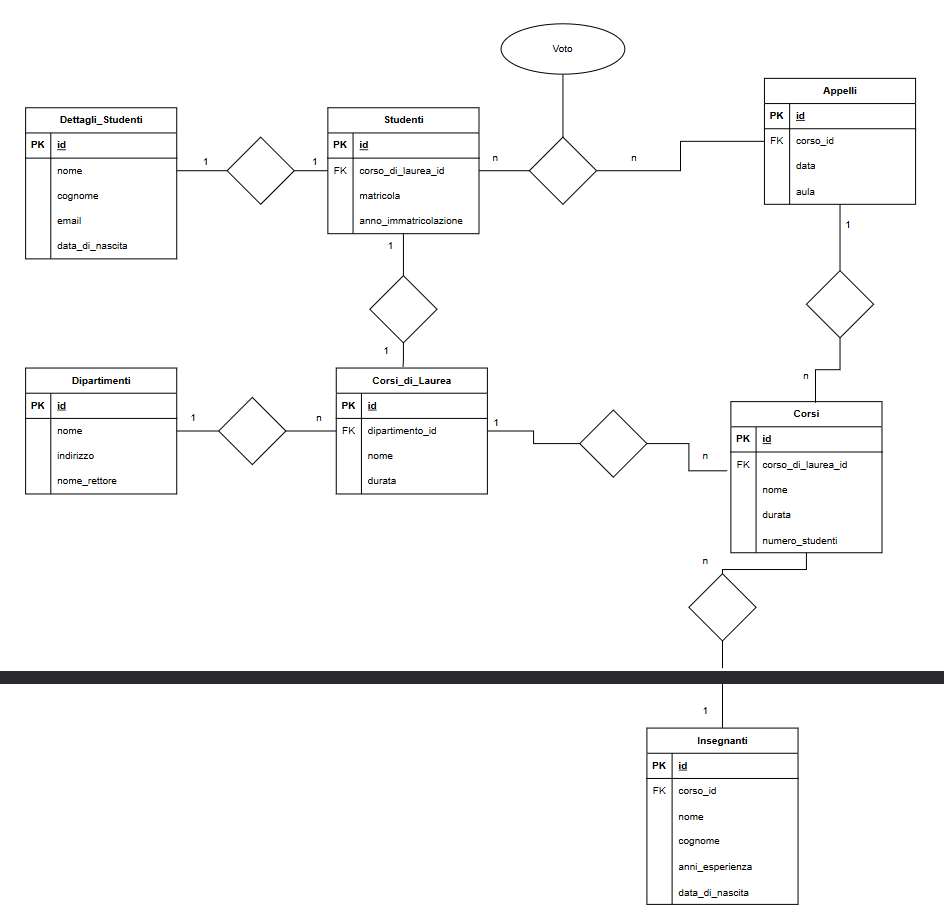 Voto
Appelli
PK id
FK corso_id
data
aula
Dettagli_Studenti
PK id
nome
cognome
email
data_di_nascita
1
1
Studenti
PK id
FK corso_di_laurea_id
matricola
anno_immatricolazione
n
n
1
1
1
n
Dipartimenti
PK id
nome
indirizzo
nome_rettore
1
n
Corsi_di_Laurea
PK id
FK dipartimento_id
nome
durata
1
n
Corsi
PK id
FK corso_di_laurea_id
nome
durata
numero_studenti
n
1
Insegnanti
PK id
FK corso_id
nome
cognome
anni_esperienza
data_di_nascita